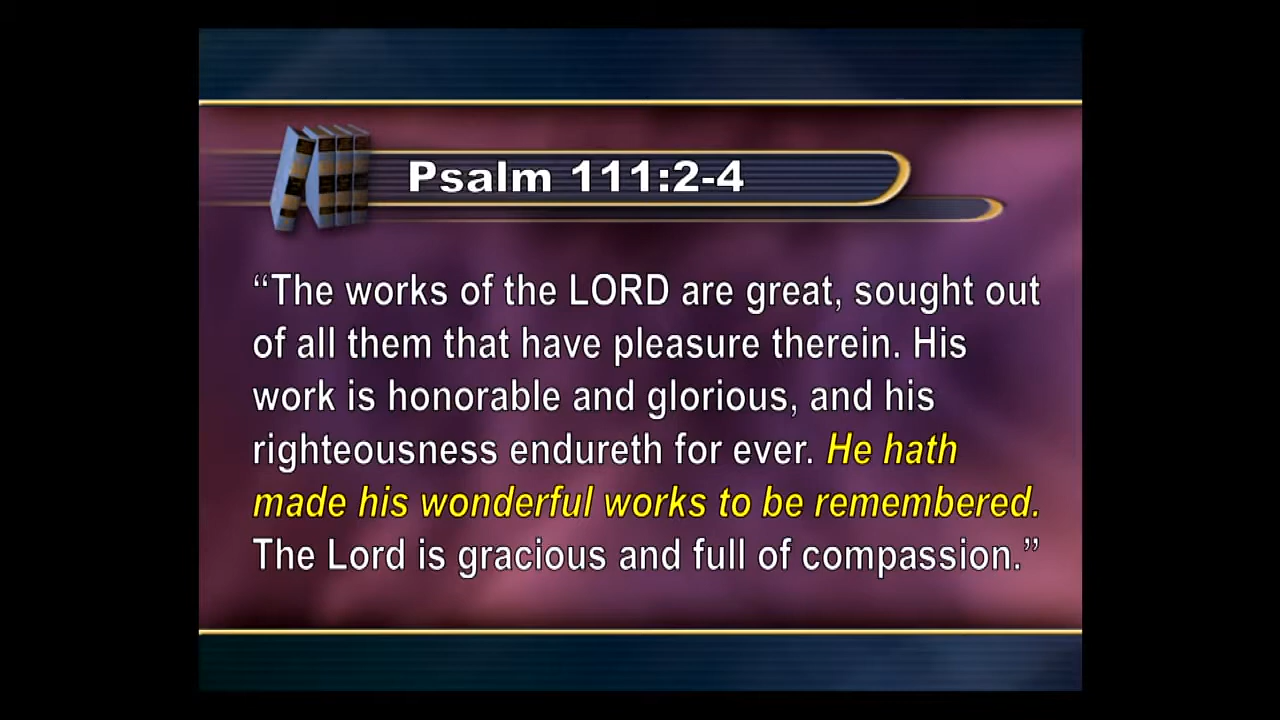 Psalm 111:2-4
“The works of the LORD are great, sought out
of all them that have pleasure therein. His
work is honorable and glorious, and his
righteousness endureth for ever. He hath
made his wonderful works to be remembered.
The Lord is gracious and full of compassion.”